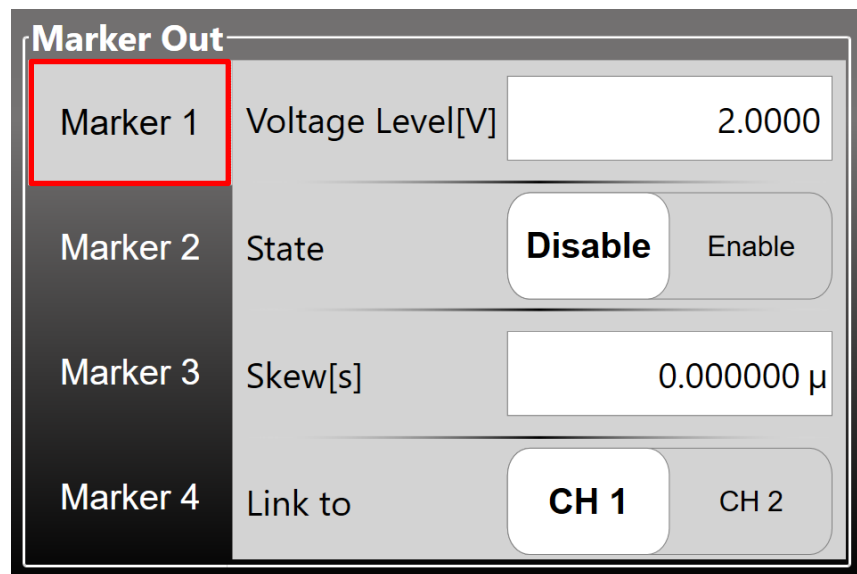 Marker Out
Marker 1
Voltage Level[V]
2.0000
Marker 2
State
Disable
Enable
Marker 3
Skew[s]
0.000000 µ
Marker 4
Link to
CH 1
CH 2